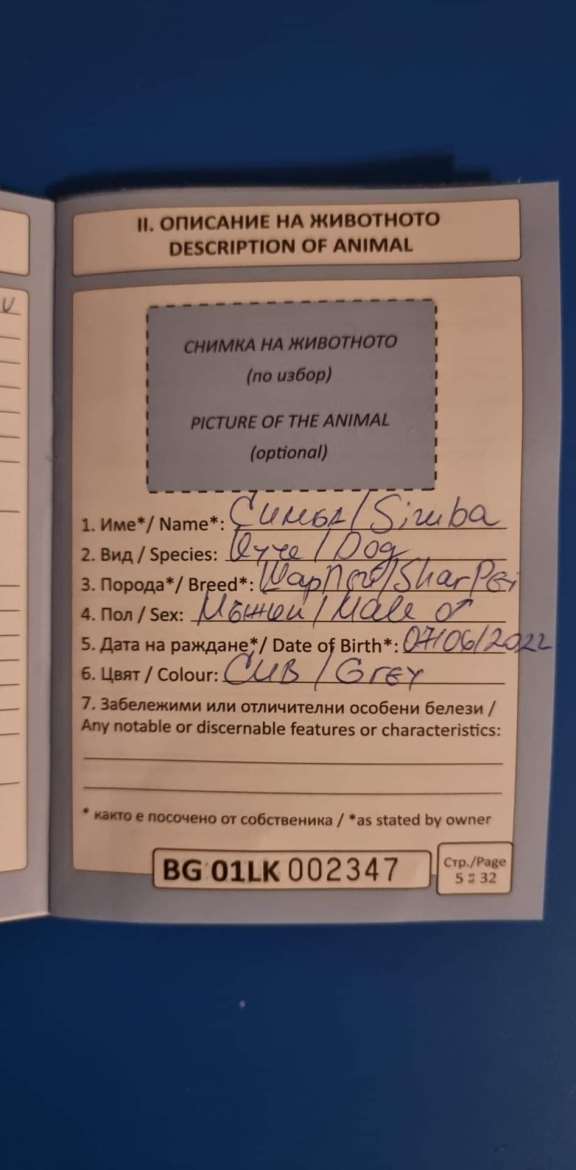 II. ОПИСАНИЕ НА ЖИВОТНОТО
DESCRIPTION OF ANIMAL
СНИМКА НА ЖИВОТНОТО
(по избор)
PICTURE OF THE ANIMAL
(optional)
1. Име*/ Name*: Симба / Simba
2. Вид / Species: Куче / Dog
3. Порода*/ Breed*: Шар Пей / Shar Pei
4. Пол / Sex: Мъжки / Male ♂
5. Дата на раждане*/ Date of Birth*: 07/06/2022
6. Цвят / Colour: Сив / Grey
7. Забележими или отличителни особени белези /
Any notable or discernable features or characteristics:
* както е посочено от собственика / *as stated by owner
BG 01LK 002347
Стр./Page
5 32